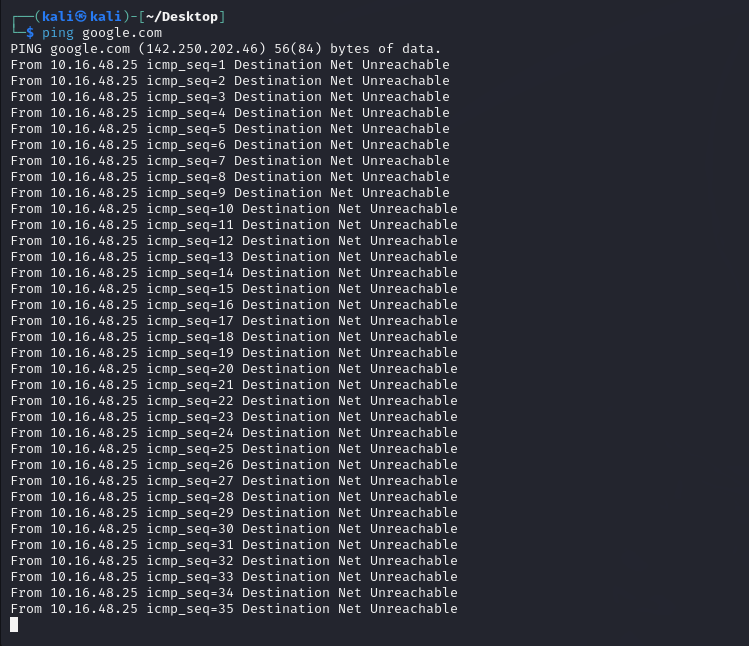 ┌──(kali㉿kali)-[~/Desktop]
└─$ ping google.com
PING google.com (142.250.202.46) 56(84) bytes of data.
From 10.16.48.25 icmp_seq=1 Destination Net Unreachable
From 10.16.48.25 icmp_seq=2 Destination Net Unreachable
From 10.16.48.25 icmp_seq=3 Destination Net Unreachable
From 10.16.48.25 icmp_seq=4 Destination Net Unreachable
From 10.16.48.25 icmp_seq=5 Destination Net Unreachable
From 10.16.48.25 icmp_seq=6 Destination Net Unreachable
From 10.16.48.25 icmp_seq=7 Destination Net Unreachable
From 10.16.48.25 icmp_seq=8 Destination Net Unreachable
From 10.16.48.25 icmp_seq=9 Destination Net Unreachable
From 10.16.48.25 icmp_seq=10 Destination Net Unreachable
From 10.16.48.25 icmp_seq=11 Destination Net Unreachable
From 10.16.48.25 icmp_seq=12 Destination Net Unreachable
From 10.16.48.25 icmp_seq=13 Destination Net Unreachable
From 10.16.48.25 icmp_seq=14 Destination Net Unreachable
From 10.16.48.25 icmp_seq=15 Destination Net Unreachable
From 10.16.48.25 icmp_seq=16 Destination Net Unreachable
From 10.16.48.25 icmp_seq=17 Destination Net Unreachable
From 10.16.48.25 icmp_seq=18 Destination Net Unreachable
From 10.16.48.25 icmp_seq=19 Destination Net Unreachable
From 10.16.48.25 icmp_seq=20 Destination Net Unreachable
From 10.16.48.25 icmp_seq=21 Destination Net Unreachable
From 10.16.48.25 icmp_seq=22 Destination Net Unreachable
From 10.16.48.25 icmp_seq=23 Destination Net Unreachable
From 10.16.48.25 icmp_seq=24 Destination Net Unreachable
From 10.16.48.25 icmp_seq=25 Destination Net Unreachable
From 10.16.48.25 icmp_seq=26 Destination Net Unreachable
From 10.16.48.25 icmp_seq=27 Destination Net Unreachable
From 10.16.48.25 icmp_seq=28 Destination Net Unreachable
From 10.16.48.25 icmp_seq=29 Destination Net Unreachable
From 10.16.48.25 icmp_seq=30 Destination Net Unreachable
From 10.16.48.25 icmp_seq=31 Destination Net Unreachable
From 10.16.48.25 icmp_seq=32 Destination Net Unreachable
From 10.16.48.25 icmp_seq=33 Destination Net Unreachable
From 10.16.48.25 icmp_seq=34 Destination Net Unreachable
From 10.16.48.25 icmp_seq=35 Destination Net Unreachable